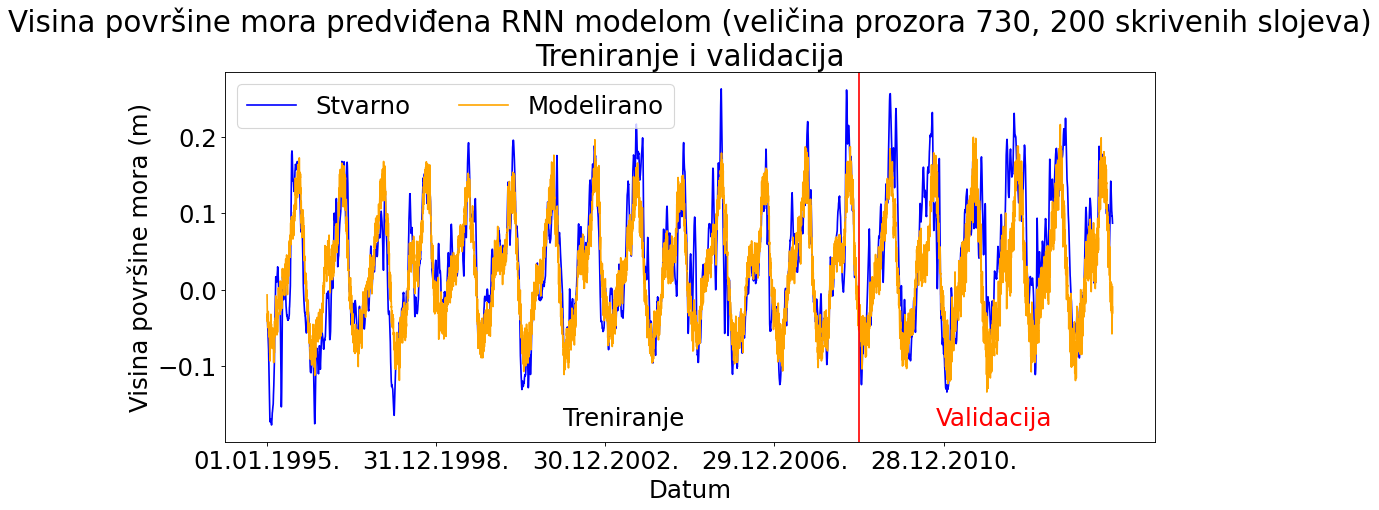 Visina površine mora predviđena RNN modelom (veličina prozora 730, 200 skrivenih slojeva)
Treniranje i validacija
Stvarno
Modelirano
Visina površine mora (m)
0.2
0.1
0.0
−0.1
Treniranje
Validacija
01.01.1995.
31.12.1998.
30.12.2002.
29.12.2006.
28.12.2010.
Datum